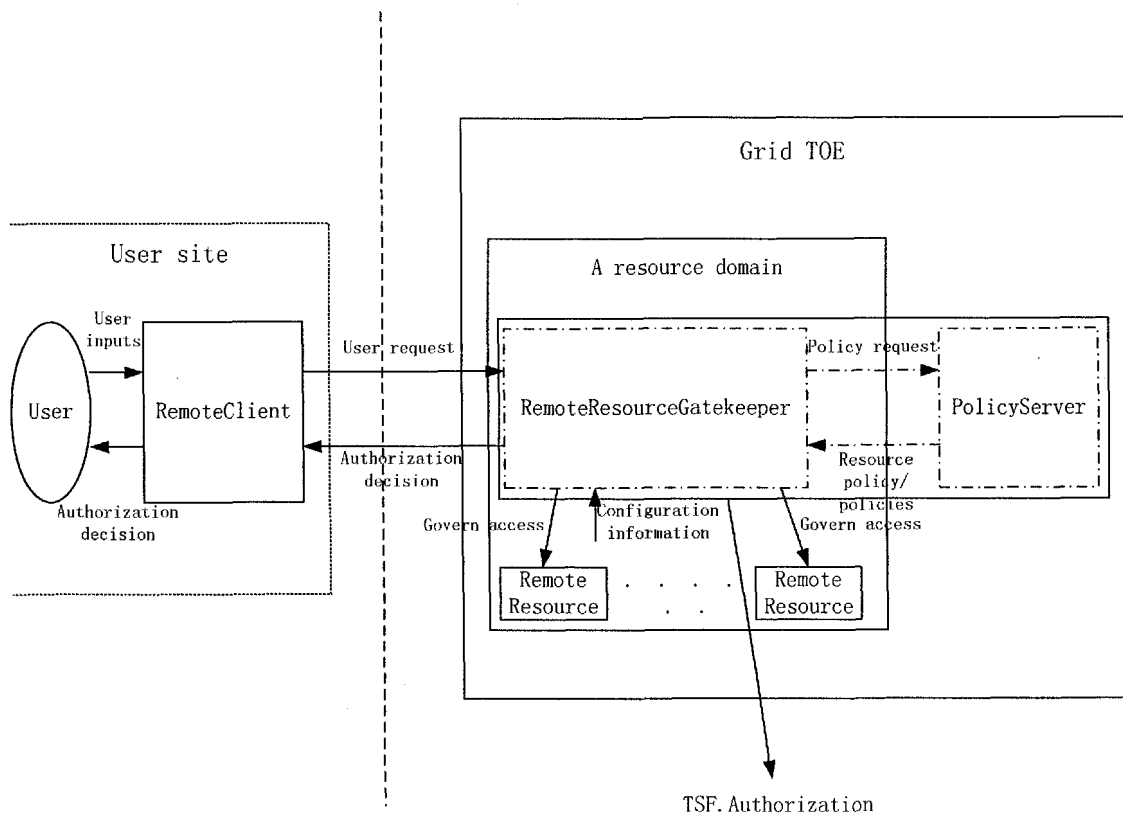 Grid TOE
User site
A resource domain
User
inputs
User request
Policy request
User
RemoteClient
RemoteResourceGatekeeper
PolicyServer
Authorization
decision
Authorization
decision
Resource
policy/
policies
Govern access
Configuration
information
Govern access
Remote
Resource
. . . .
. .
Remote
Resource
TSF.Authorization